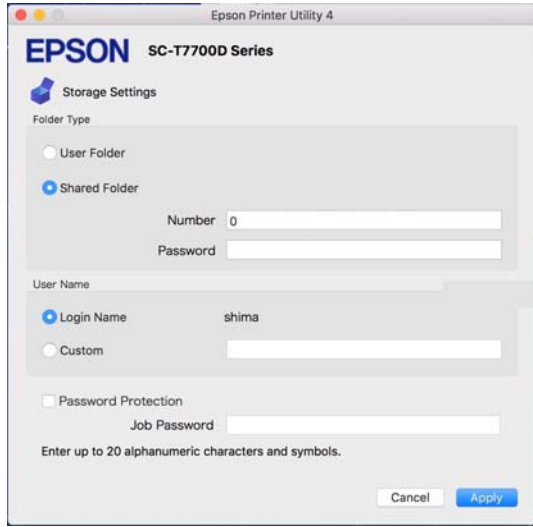 Epson Printer Utility 4
EPSON SC-T7700D Series
Storage Settings
Folder Type
User Folder
Shared Folder
Number 0
Password
User Name
Login Name shima
Custom
Password Protection
Job Password
Enter up to 20 alphanumeric characters and symbols.
Cancel Apply